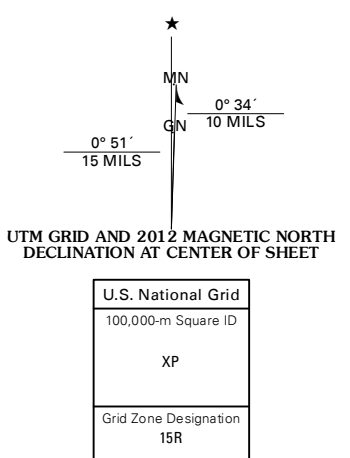 ★
MN
0° 34´
10 MILS
GN
0° 51´
15 MILS
UTM GRID AND 2012 MAGNETIC NORTH
DECLINATION AT CENTER OF SHEET
U.S. National Grid
100,000-m Square ID
XP
Grid Zone Designation
15R